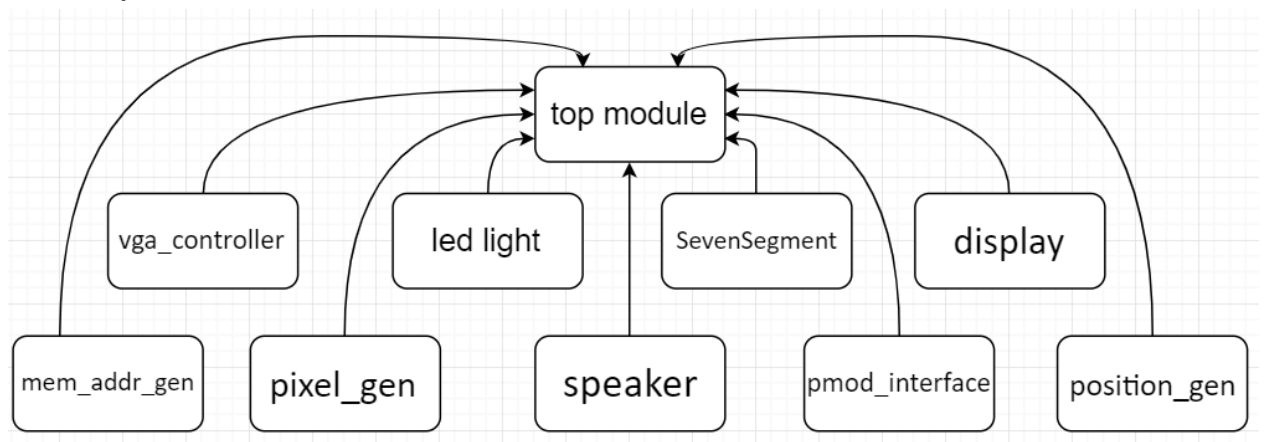 top module
vga_controller
led light
SevenSegment
display
mem_addr_gen
pixel_gen
speaker
pmod_interface
position_gen